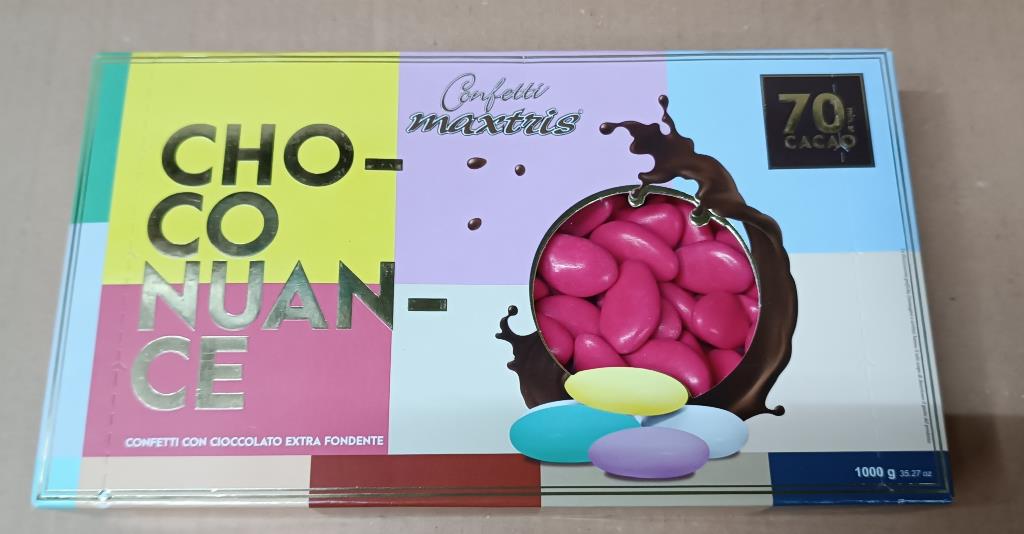 CHO-
CO
NUAN-
CE
CONFETTI CON CIOCCOLATO EXTRA FONDENTE
Confetti
maxtris
70
CACAO
1000 g 35.27 oz